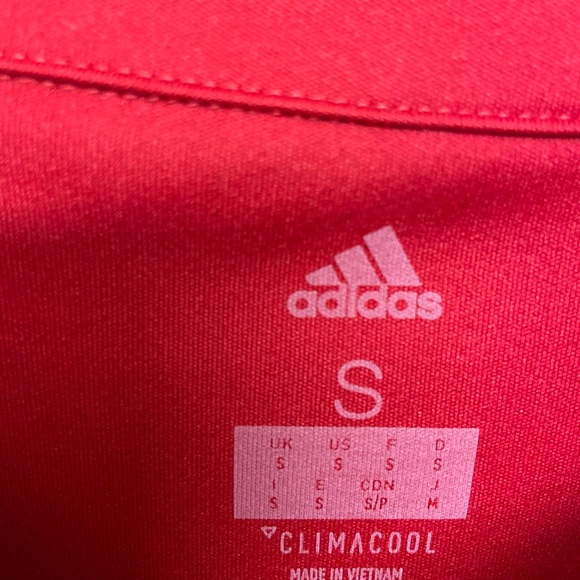 adidas
S
UK US F D
S S S S
I E CDN J
S S S/P M
CLIMACOOL
MADE IN VIETNAM